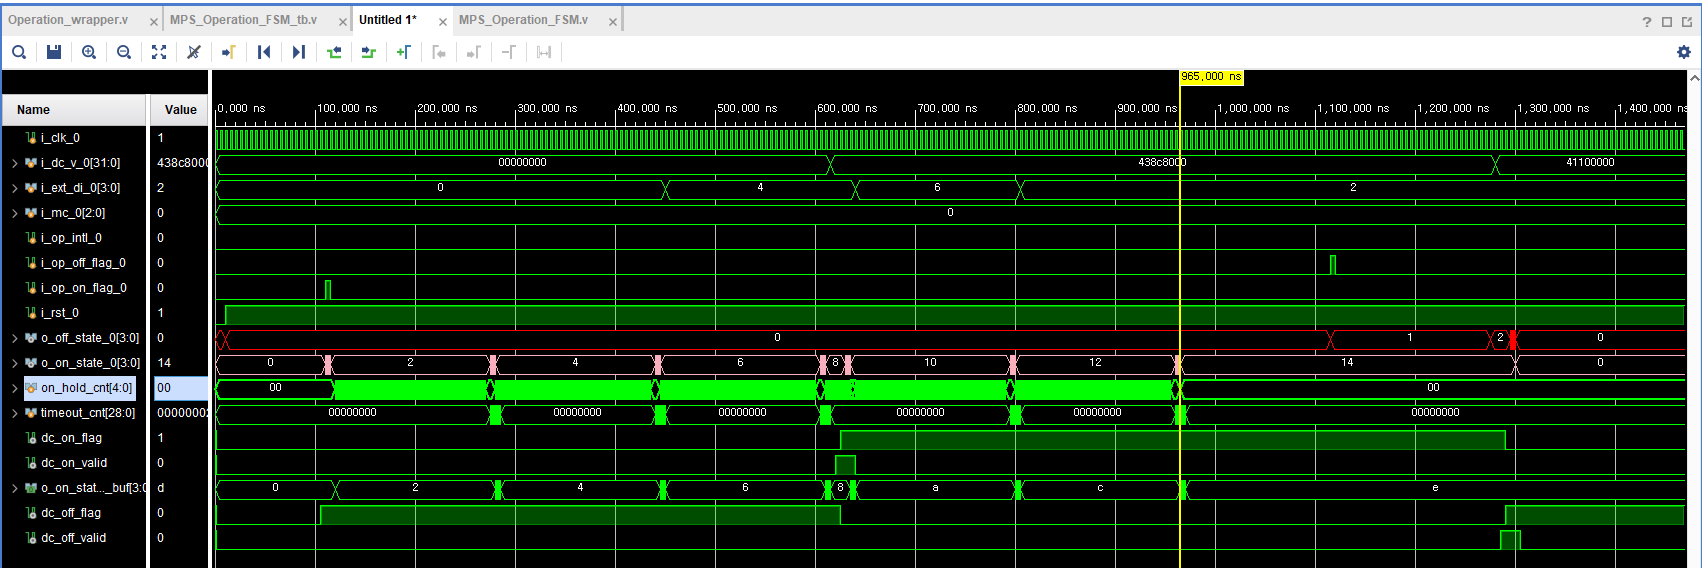 Operation_wrapper.v × MPS_Operation_FSM_tb.v × Untitled 1* × MPS_Operation_FSM.v ×
?
965,000 ns
Name Value 0,000 ns 100,000 ns 200,000 ns 300,000 ns 400,000 ns 500,000 ns 600,000 ns 700,000 ns 800,000 ns 900,000 ns 1,000,000 ns 1,100,000 ns 1,200,000 ns 1,300,000 ns 1,400,000 ns
i_clk_0 1
i_dc_v_0[31:0] 438c8000 00000000 438c8000 41100000
i_ext_di_0[3:0] 2 0 4 6 2
i_mc_0[2:0] 0 0
i_op_intl_0 0
i_op_off_flag_0 0
i_op_on_flag_0 0
i_rst_0 1
o_off_state_0[3:0] 0 0 1 2 0
o_on_state_0[3:0] 14 0 2 4 6 8 10 12 14 0
on_hold_cnt[4:0] 00 00 00
timeout_cnt[28:0] 00000002 00000000 00000000 00000000 00000000 00000000 00000000
dc_on_flag 1
dc_on_valid 0
o_on_stat..._buf[3:0 d 0 2 4 6 8 a c e
dc_off_flag 0
dc_off_valid 0